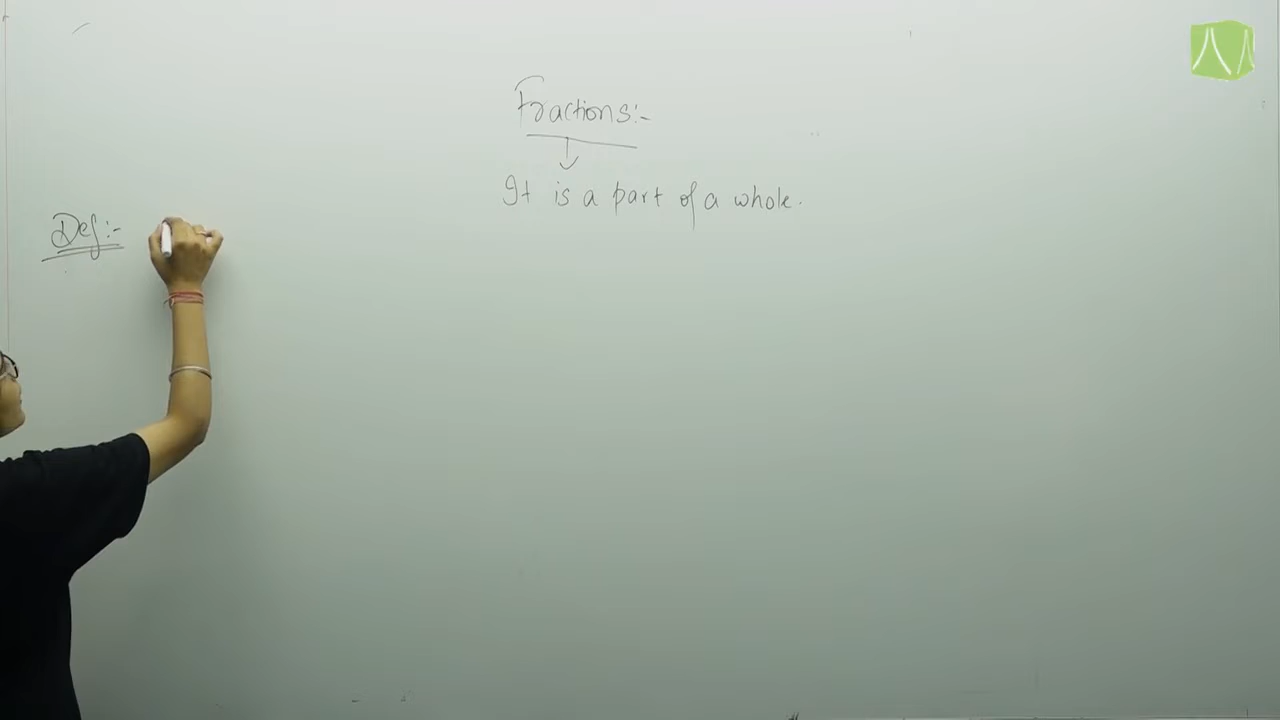 Fractions:-
It is a part of a whole.
Def:-